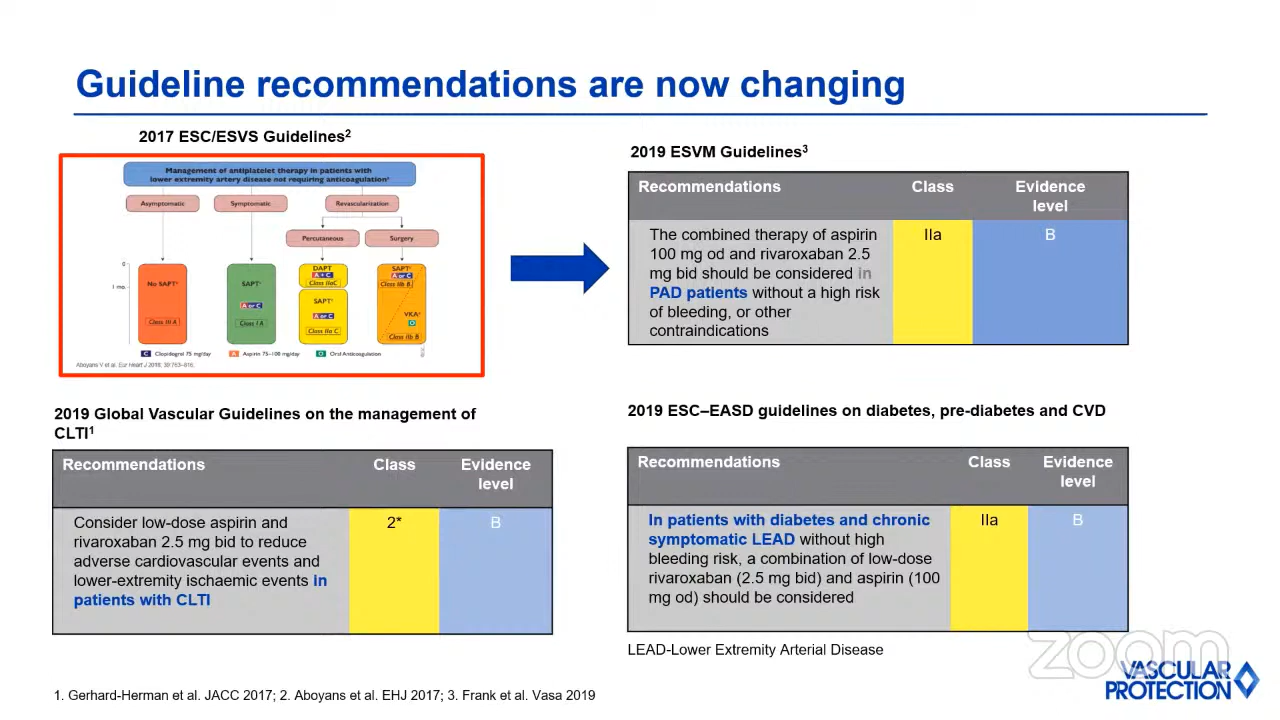 Guideline recommendations are now changing
2017 ESC/ESVS Guidelines2
Management of antiplatelet therapy in patients with
lower extremity artery disease not requiring anticoagulation
Asymptomatic
Symptomatic
Revascularization
Percutaneous
Surgery
0
1 mo.
No SAPT
Class III A
SAPT
A or C
Class I A
DAPT
A + C
Class IIa C
SAPT
A or C
Class IIa C
SAPT
A or C
Class IIb B
VKA
O
Class IIb B
C Clopidogrel 75 mg/day
A Aspirin 75–100 mg/day
O Oral Anticoagulation
Aboyans V et al. Eur Heart J 2018; 39:763–816.
2019 ESVM Guidelines3
Recommendations
Class
Evidence
level
The combined therapy of aspirin
100 mg od and rivaroxaban 2.5
mg bid should be considered in
PAD patients without a high risk
of bleeding, or other
contraindications
IIa
B
2019 Global Vascular Guidelines on the management of
CLTI1
Recommendations
Class
Evidence
level
Consider low-dose aspirin and
rivaroxaban 2.5 mg bid to reduce
adverse cardiovascular events and
lower-extremity ischaemic events in
patients with CLTI
2*
B
2019 ESC–EASD guidelines on diabetes, pre-diabetes and CVD
Recommendations
Class
Evidence
level
In patients with diabetes and chronic
symptomatic LEAD without high
bleeding risk, a combination of low-dose
rivaroxaban (2.5 mg bid) and aspirin (100
mg od) should be considered
IIa
B
LEAD-Lower Extremity Arterial Disease
zoom
VASCULAR
PROTECTION
1. Gerhard-Herman et al. JACC 2017; 2. Aboyans et al. EHJ 2017; 3. Frank et al. Vasa 2019